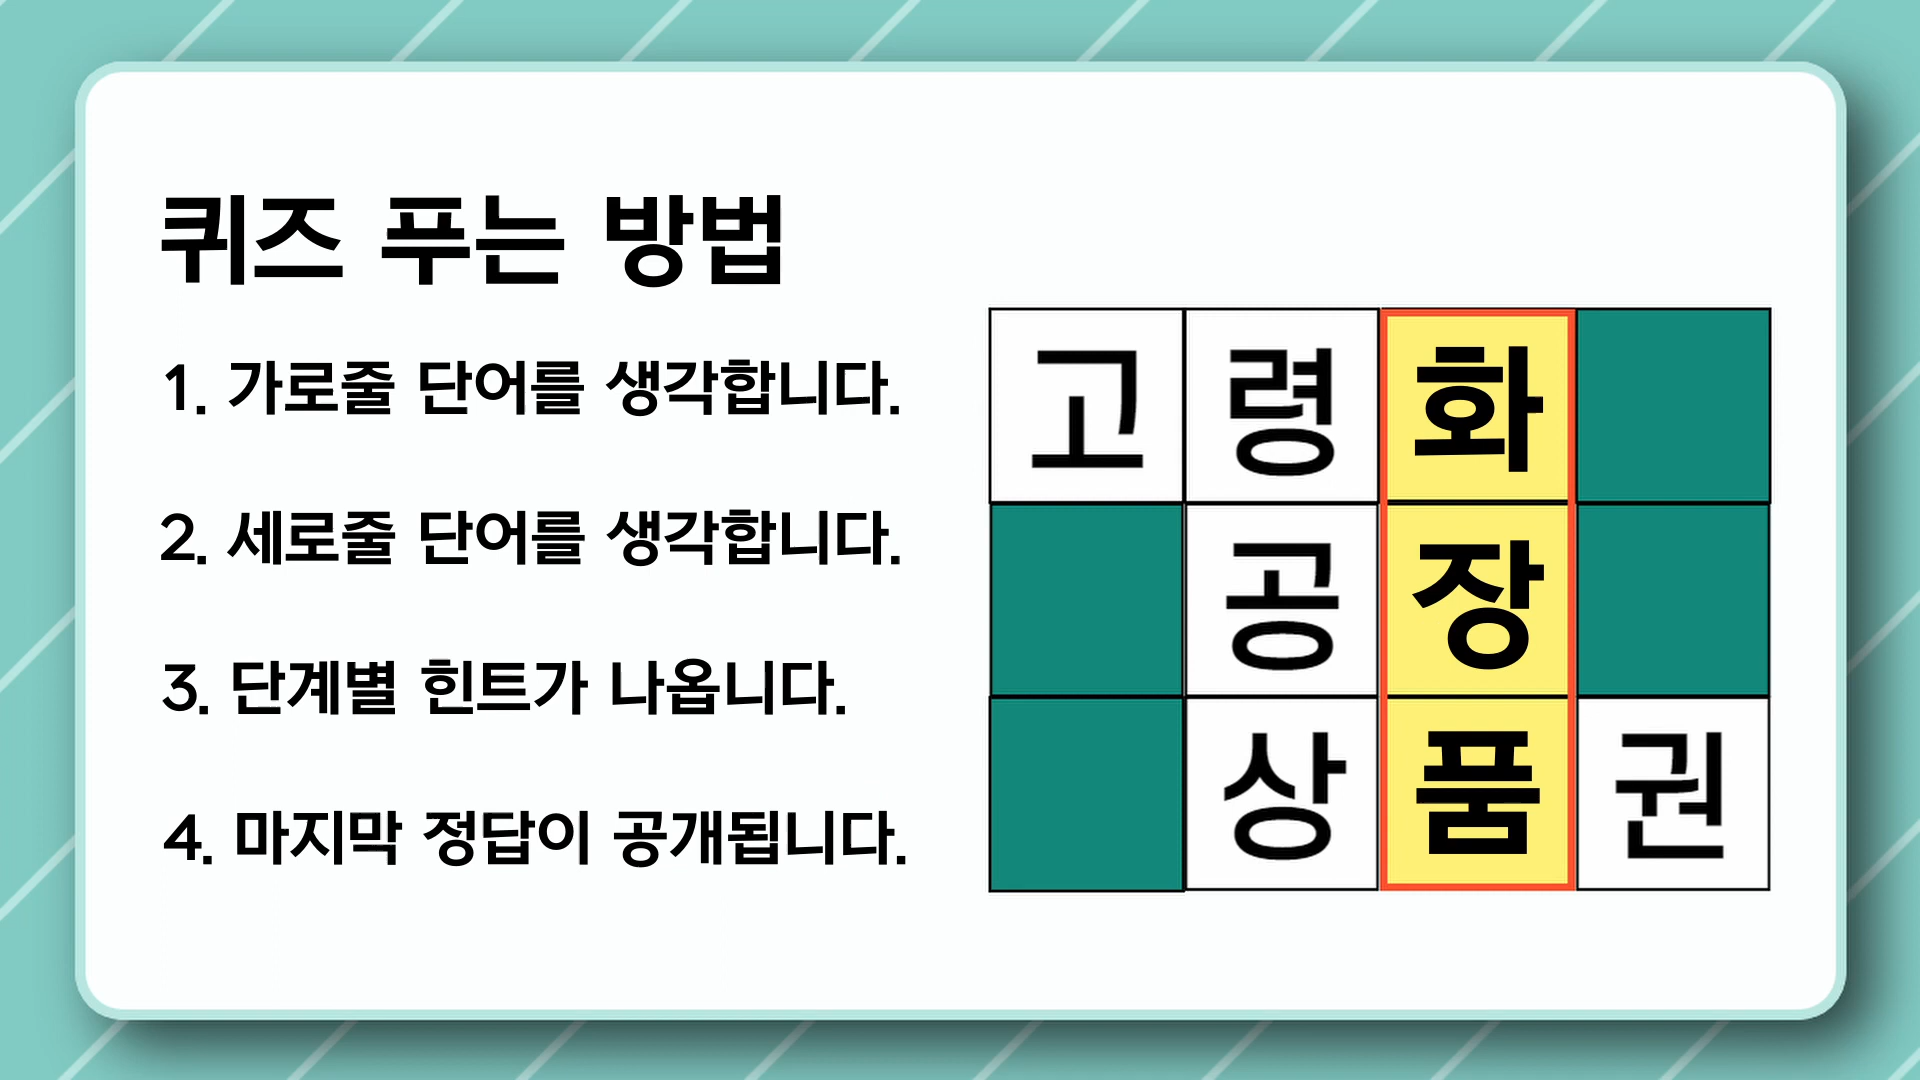 퀴즈 푸는 방법
1. 가로줄 단어를 생각합니다.
2. 세로줄 단어를 생각합니다.
3. 단계별 힌트가 나옵니다.
4. 마지막 정답이 공개됩니다.
고 령 화
공 장
상 품 권